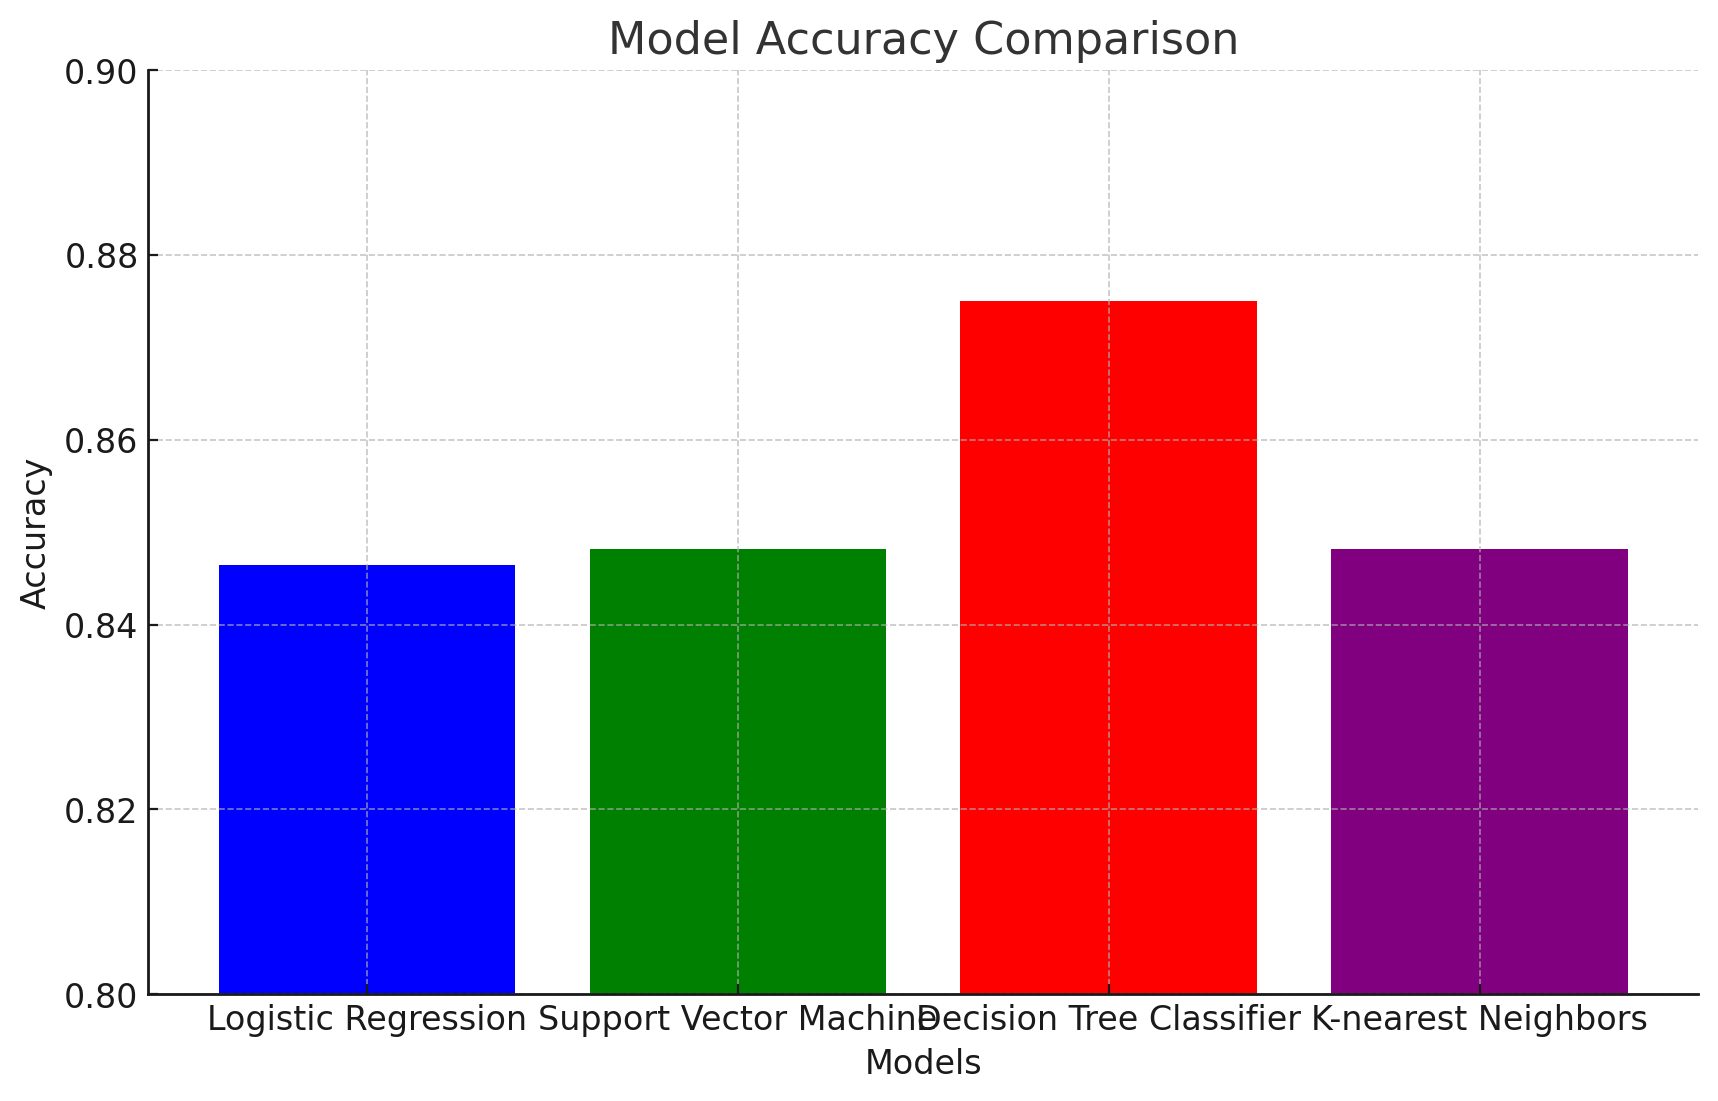 Model Accuracy Comparison
0.90
0.88
0.86
0.84
0.82
0.80
Accuracy
Logistic Regression Support Vector Machine Decision Tree Classifier K-nearest Neighbors
Models